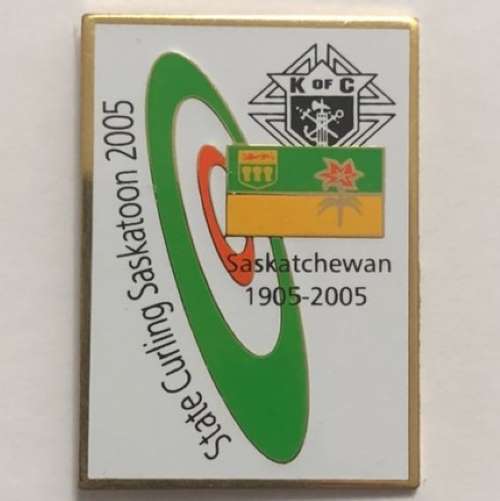 K OF C
State Curling Saskatoon 2005
Saskatchewan
1905-2005